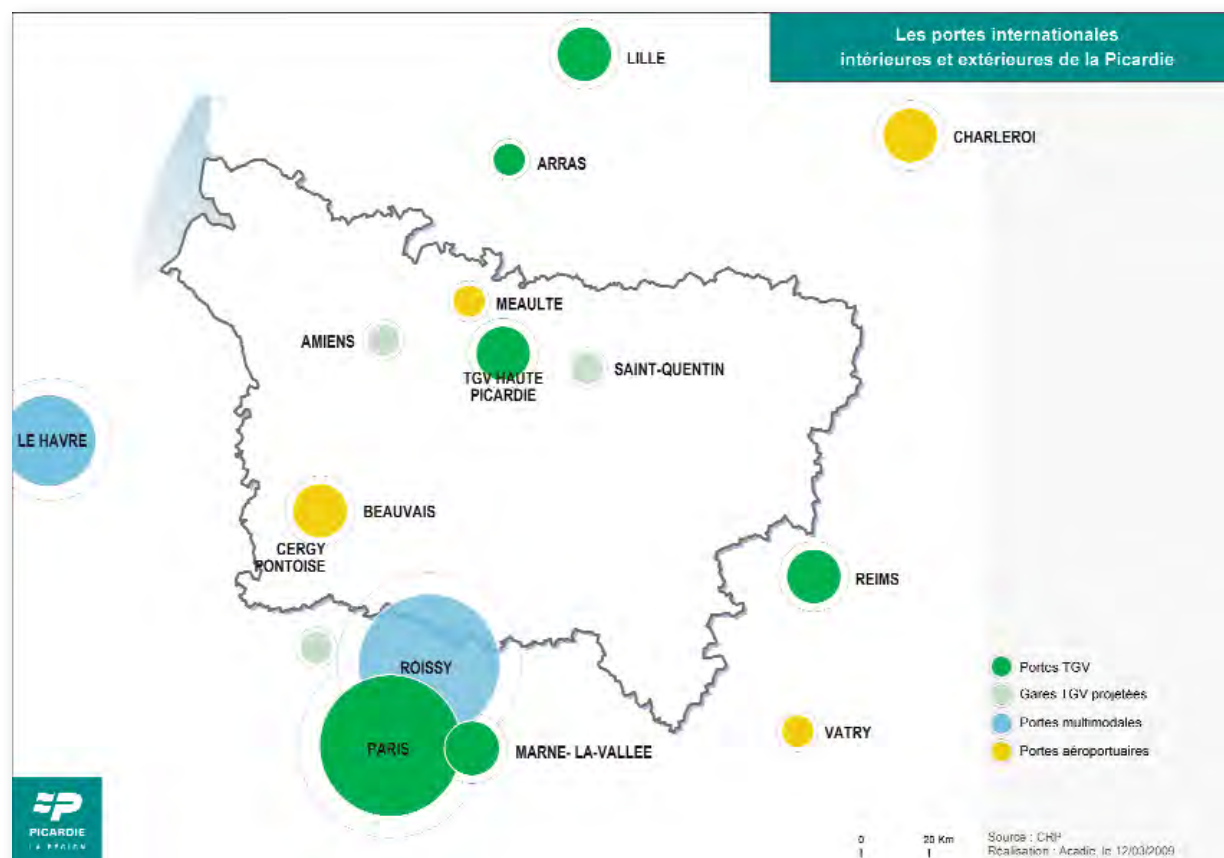 Les portes internationales
intérieures et extérieures de la Picardie
LILLE
CHARLEROI
ARRAS
MEAULTE
AMIENS
SAINT-QUENTIN
TGV HAUTE
PICARDIE
LE HAVRE
BEAUVAIS
CERGY
PONTOISE
REIMS
ROISSY
PARIS
MARNE- LA-VALLEE
VATRY
Portes TGV
Gares TGV projetées
Portes multimodales
Portes aéroportuaires
PICARDIE
LA RÉGION
0 20 Km
Source : CRP
Réalisation : Acadie, le 12/03/2009